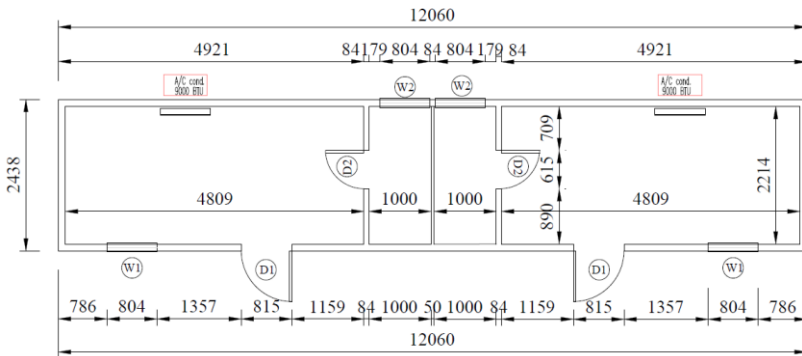 12060
4921 84 179 804 84 804 179 84 4921
A/C cond.
9000 BTU
A/C cond.
9000 BTU
W2 W2
2438
D2
D2
709
615
890
2214
4809 1000 1000 4809
W1 D1 D1 W1
786 804 1357 815 1159 84 1000 50 1000 84 1159 815 1357 804 786
12060